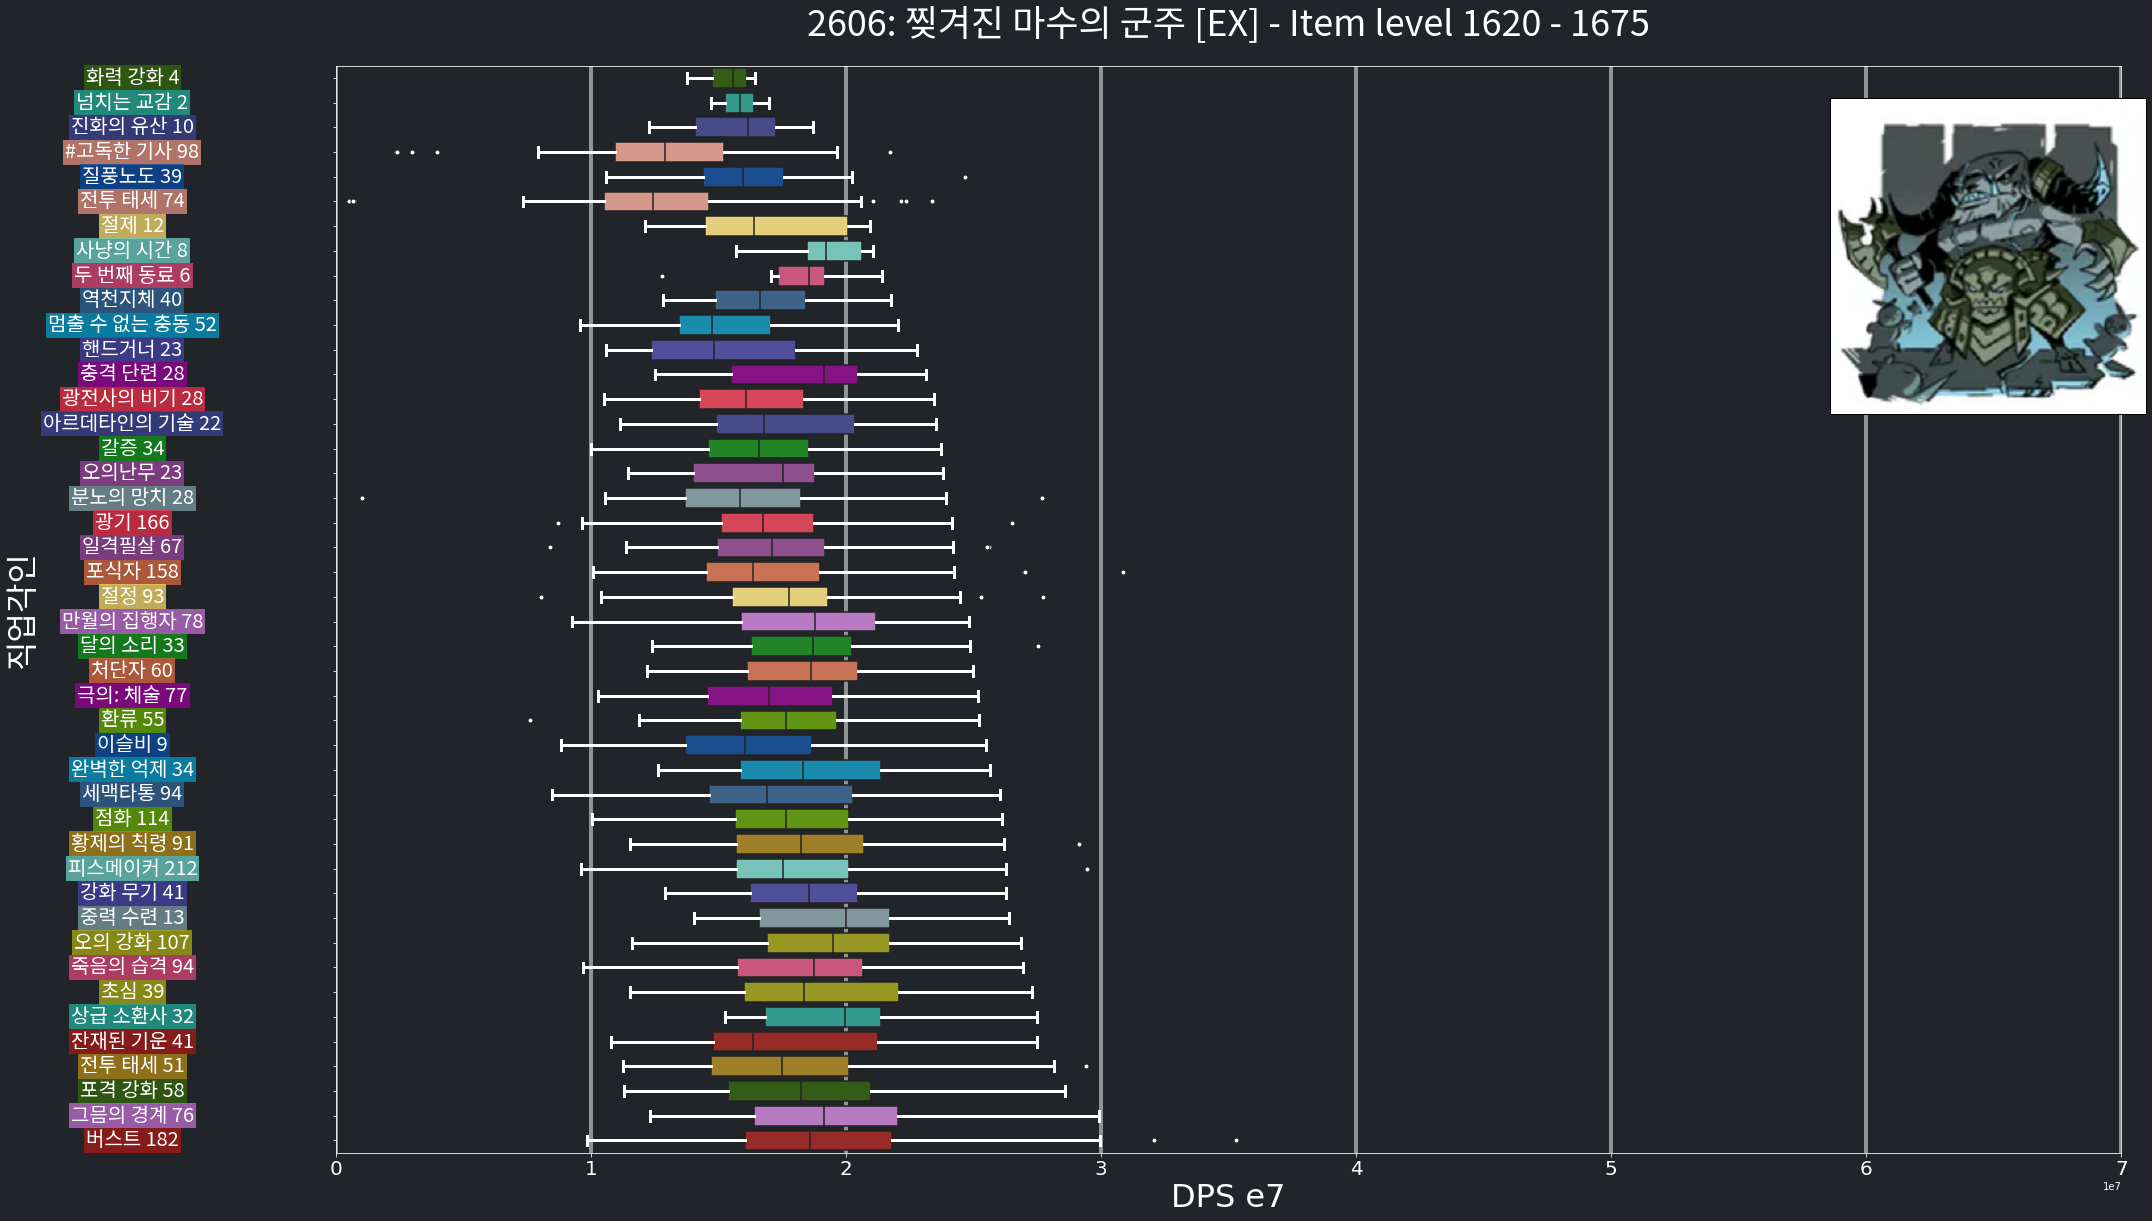 2606: 찢겨진 마수의 군주 [EX] - Item level 1620 - 1675
화력 강화 4
넘치는 교감 2
진화의 유산 10
#고독한 기사 98
질풍노도 39
전투 태세 74
절제 12
사냥의 시간 8
두 번째 동료 6
역천지체 40
멈출 수 없는 충동 52
핸드거너 23
충격 단련 28
광전사의 비기 28
아르데타인의 기술 22
갈증 34
오의난무 23
분노의 망치 28
광기 166
일격필살 67
포식자 158
절정 93
만월의 집행자 78
달의 소리 33
처단자 60
극의: 체술 77
환류 55
이슬비 9
완벽한 억제 34
세맥타통 94
점화 114
황제의 칙령 91
피스메이커 212
강화 무기 41
중력 수련 13
오의 강화 107
죽음의 습격 94
초심 39
상급 소환사 32
잔재된 기운 41
전투 태세 51
포격 강화 58
그믐의 경계 76
버스트 182
직업각인
0 1 2 3 4 5 6 7
1e7
DPS e7